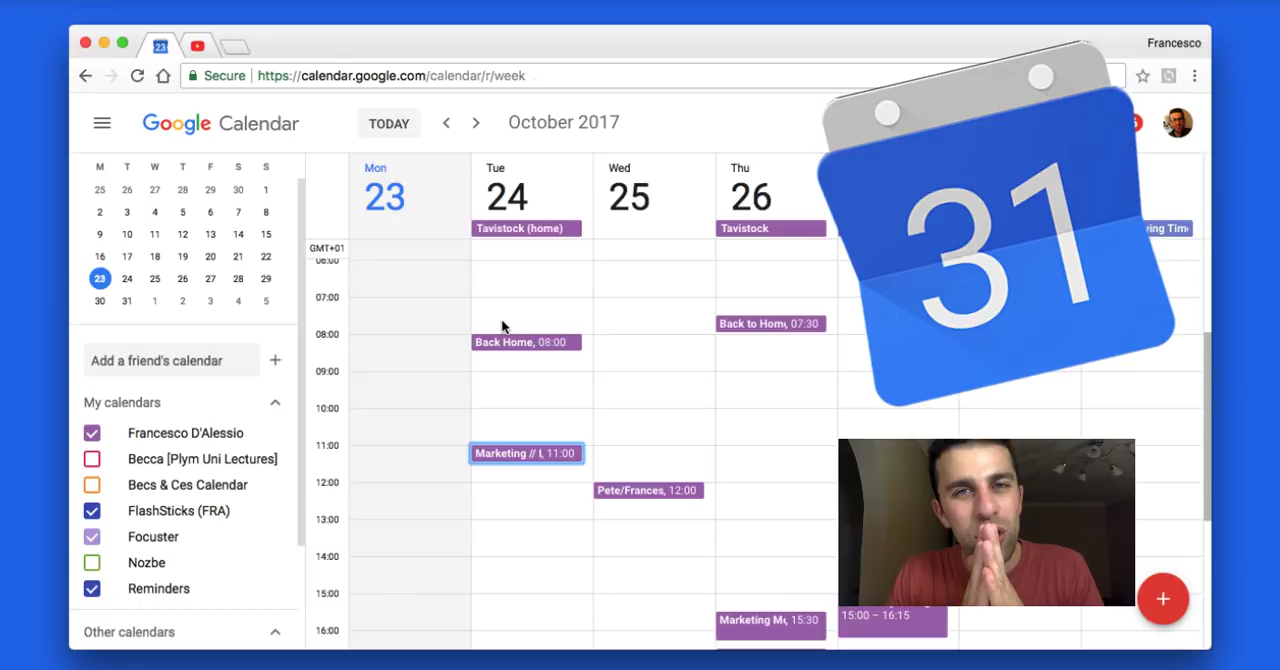 23
Francesco
Secure https://calendar.google.com/calendar/r/week
Google Calendar
TODAY
October 2017
M T W T F S S
25 26 27 28 29 30 1
2 3 4 5 6 7 8
9 10 11 12 13 14 15
16 17 18 19 20 21 22
23 24 25 26 27 28 29
30 31 1 2 3 4 5
Add a friend's calendar +
My calendars
Francesco D'Alessio
Becca [Plym Uni Lectures]
Becs & Ces Calendar
FlashSticks (FRA)
Focuster
Nozbe
Reminders
Other calendars
Mon Tue Wed Thu
23 24 25 26
Tavistock (home) Tavistock
GMT+01
06:00
07:00
Back to Hom, 07:30
08:00
Back Home, 08:00
09:00
10:00
11:00
Marketing // I, 11:00
12:00
Pete/Frances, 12:00
13:00
14:00
15:00
15:00 – 16:15
Marketing M, 15:30
16:00
31
ving Time
+